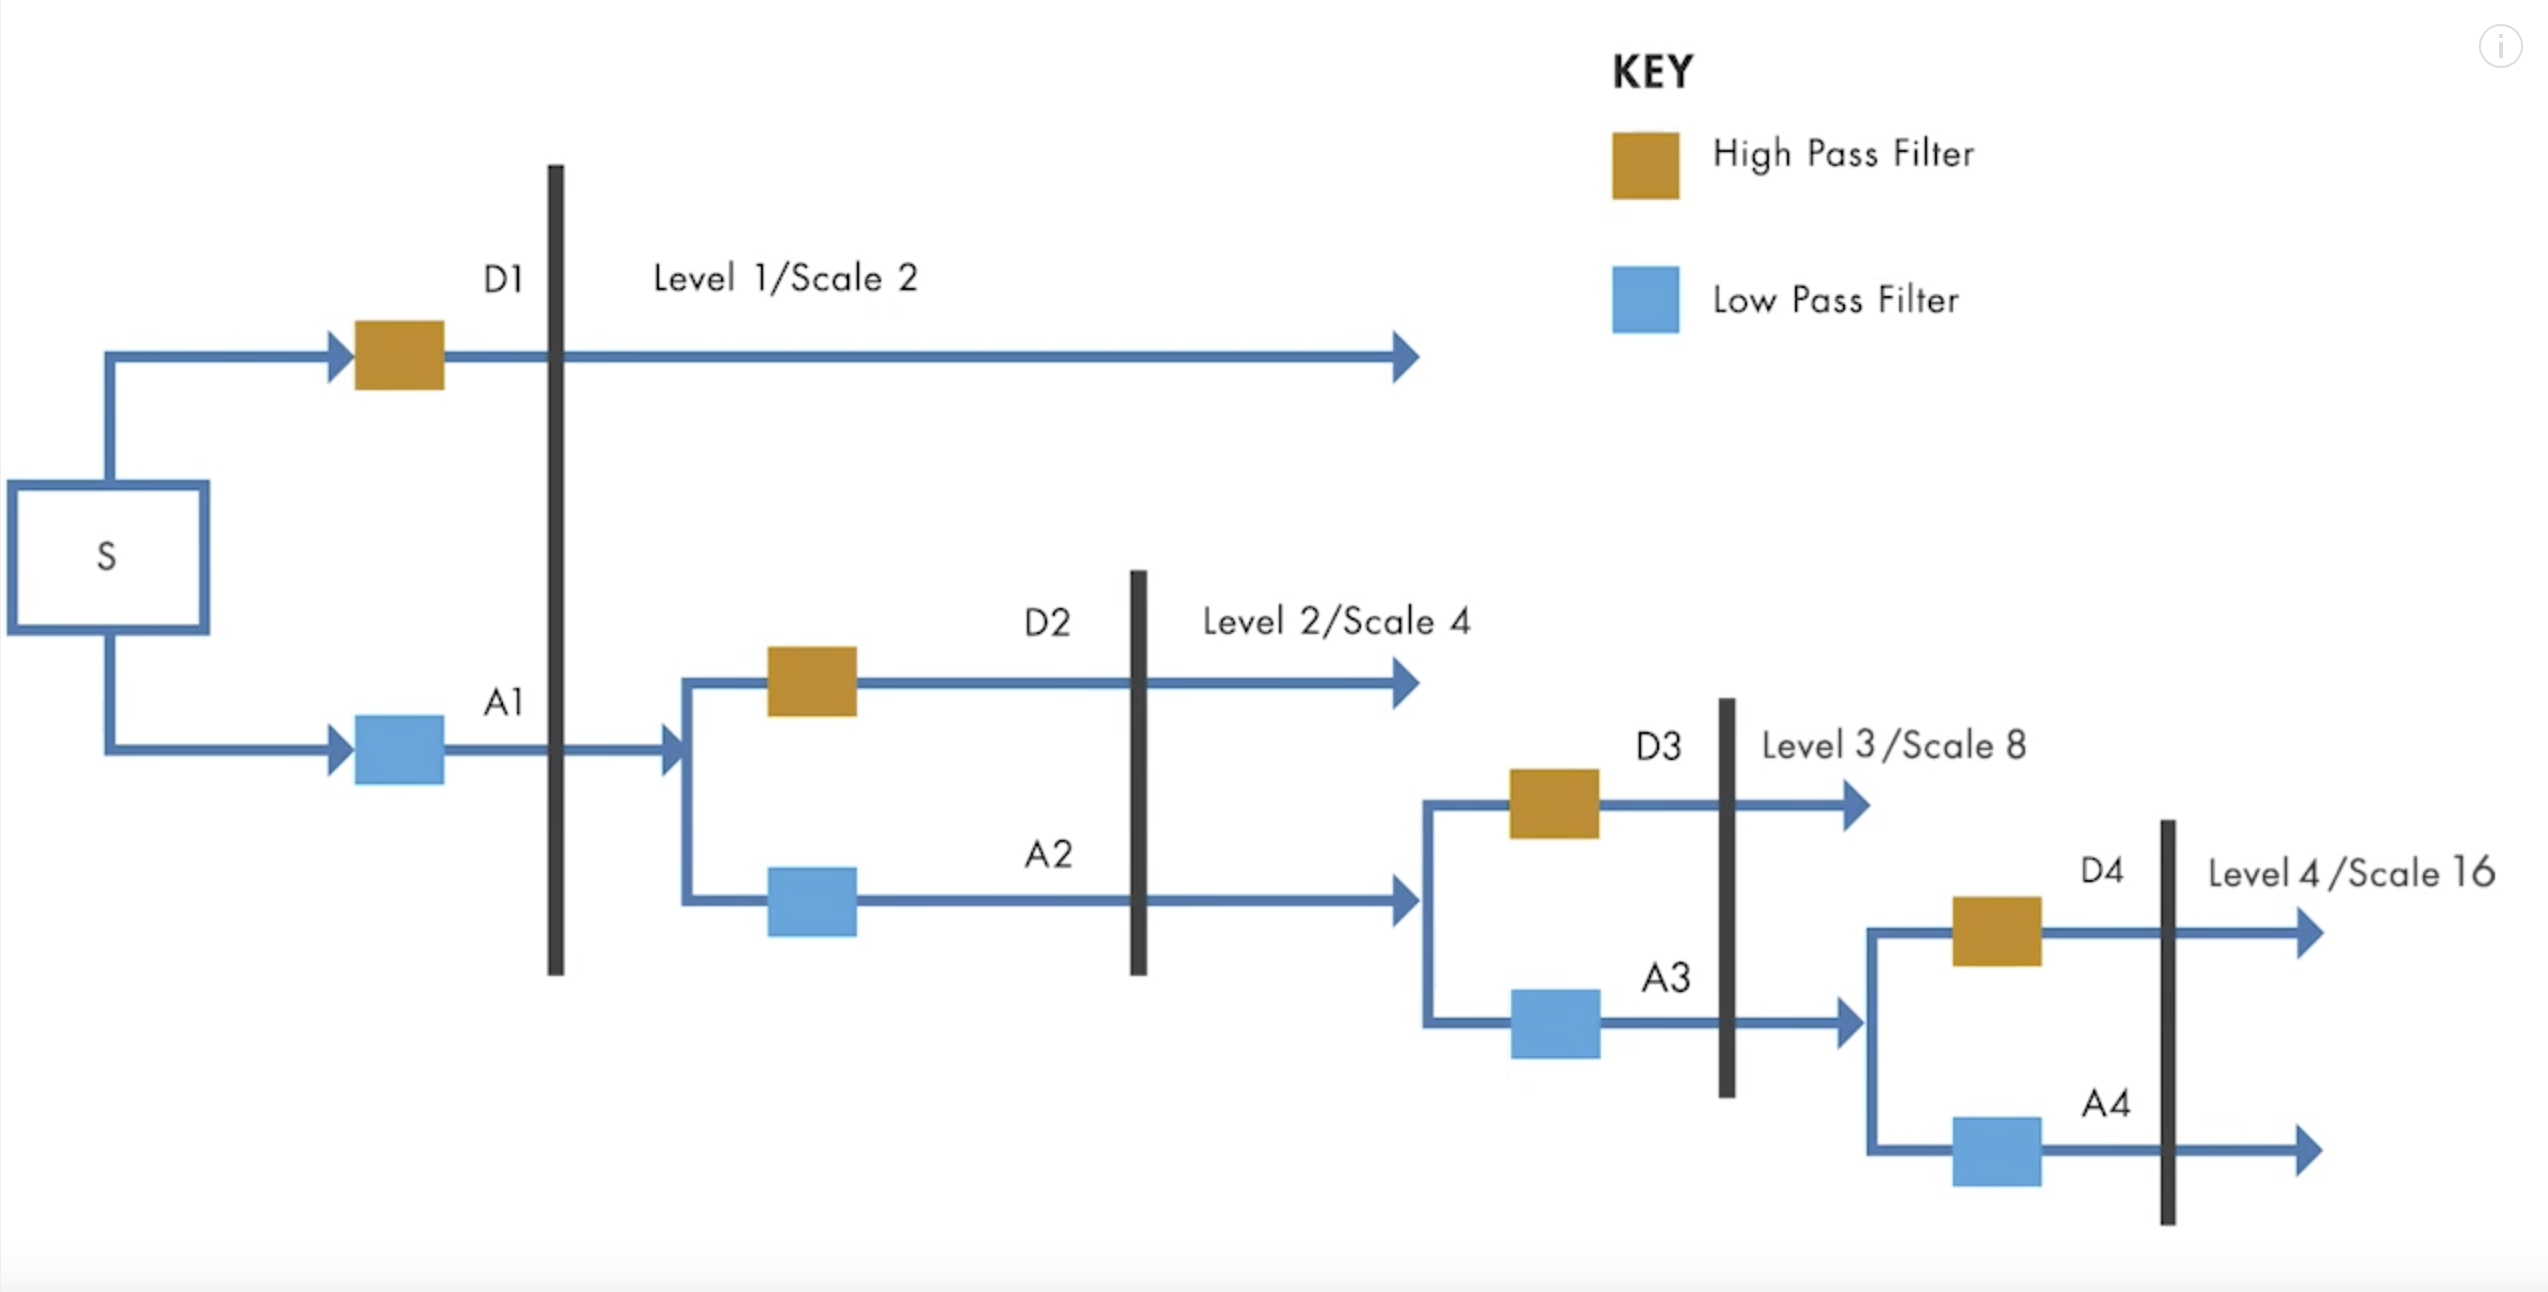 KEY
High Pass Filter
Low Pass Filter
D1
Level 1/Scale 2
S
D2
Level 2/Scale 4
A1
D3
Level 3/Scale 8
A2
D4
Level 4/Scale 16
A3
A4
i